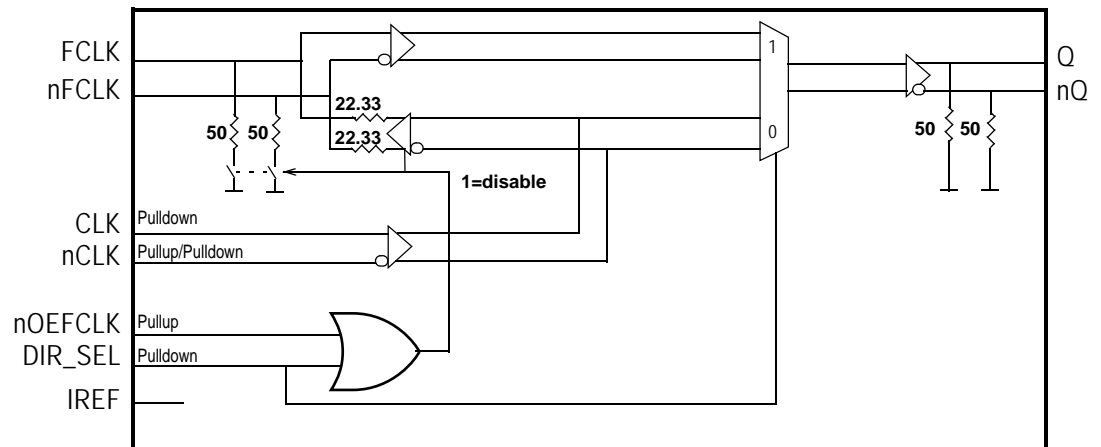 FCLK
nFCLK
1
Q
nQ
22.33
50
50
22.33
0
50
50
1=disable
CLK
Pulldown
nCLK
Pullup/Pulldown
nOEFCLK
Pullup
DIR_SEL
Pulldown
IREF